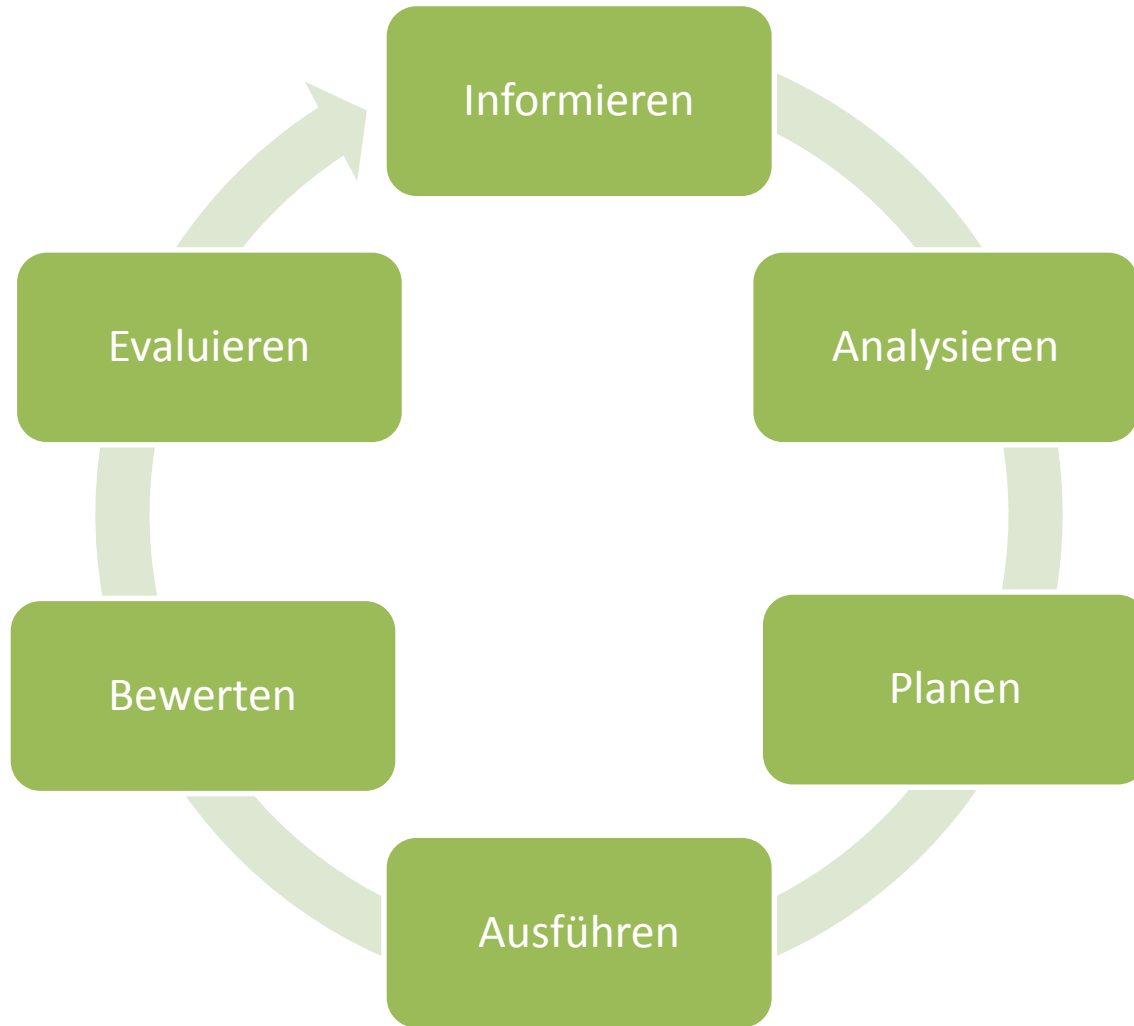 Informieren
Analysieren
Planen
Ausführen
Bewerten
Evaluieren